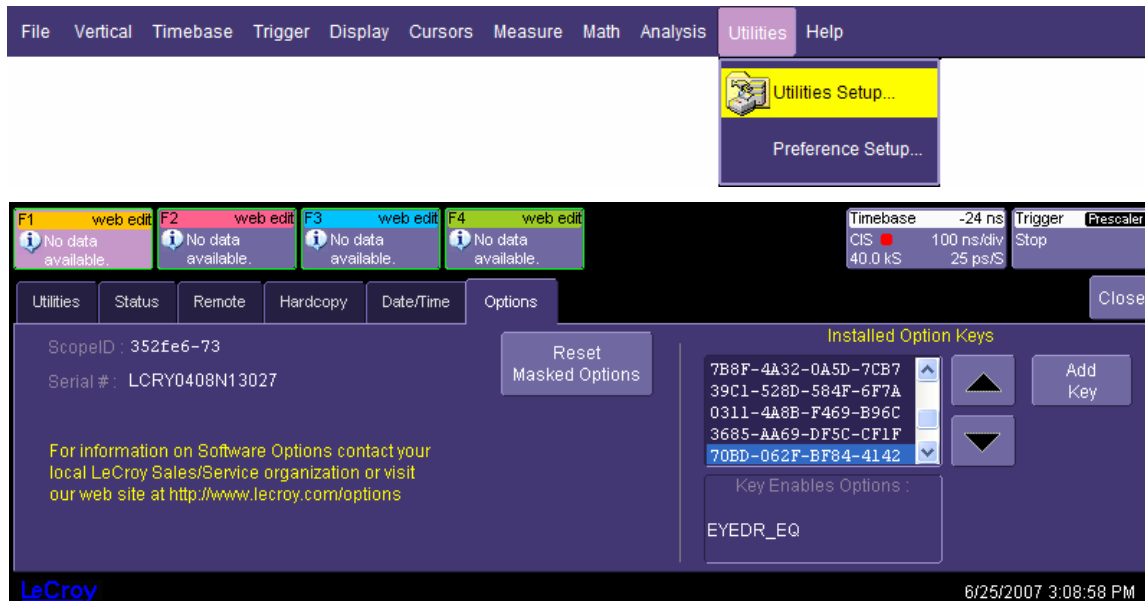 File Vertical Timebase Trigger Display Cursors Measure Math Analysis Utilities Help
Utilities Setup...
Preference Setup...
F1 web edit F2 web edit F3 web edit F4 web edit Timebase -24 ns Trigger Prescaler
No data available. No data available. No data available. No data available. CIS 100 ns/div Stop
40.0 kS 25 ps/S
Utilities Status Remote Hardcopy Date/Time Options Close
ScopeID : 352fe6-73
Serial # : LCRY0408N13027
Reset
Masked Options
For information on Software Options contact your
local LeCroy Sales/Service organization or visit
our web site at http://www.lecroy.com/options
Installed Option Keys
7B8F-4A32-0A5D-7CB7
39C1-528D-584F-6F7A
0311-4A8B-F469-B96C
3685-AA69-DF5C-CF1F
70BD-062F-BF84-4142
Add
Key
Key Enables Options :
EYEDR_EQ
LeCroy 6/25/2007 3:08:58 PM